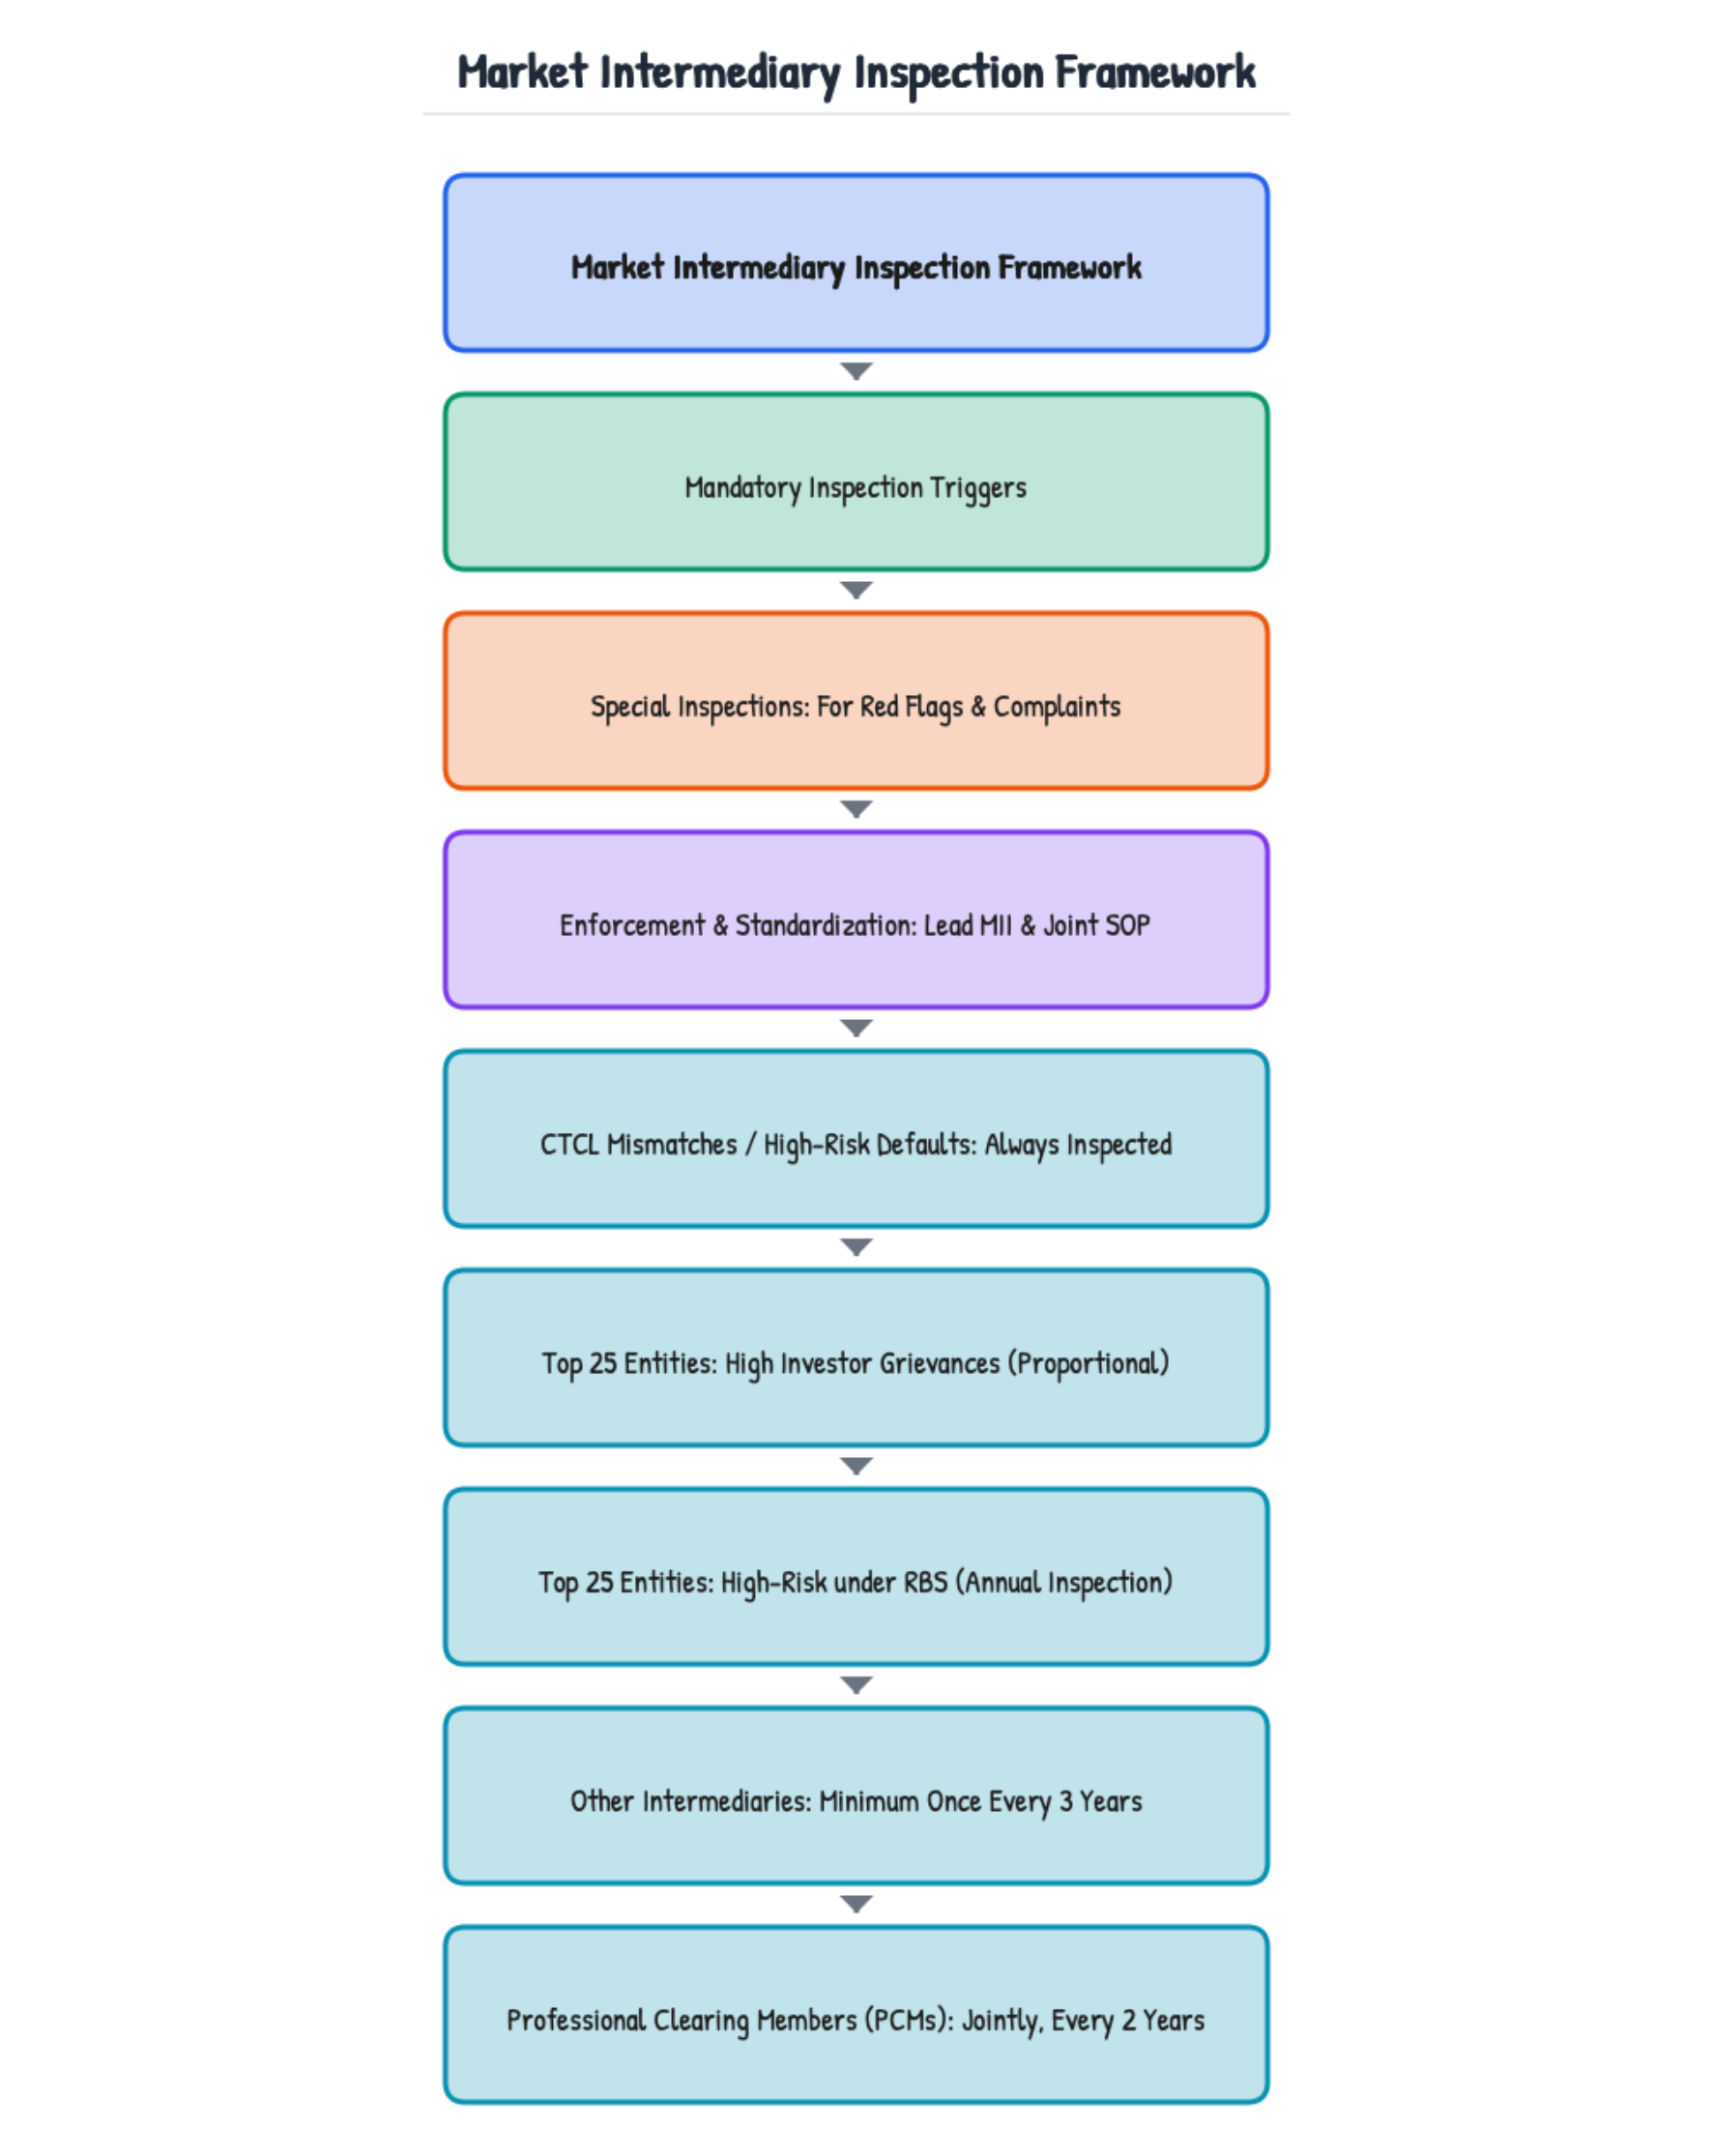 Market Intermediary Inspection Framework
Market Intermediary Inspection Framework
Mandatory Inspection Triggers
Special Inspections: For Red Flags & Complaints
Enforcement & Standardization: Lead MII & Joint SOP
CTCL Mismatches / High-Risk Defaults: Always Inspected
Top 25 Entities: High Investor Grievances (Proportional)
Top 25 Entities: High-Risk under RBS (Annual Inspection)
Other Intermediaries: Minimum Once Every 3 Years
Professional Clearing Members (PCMs): Jointly, Every 2 Years